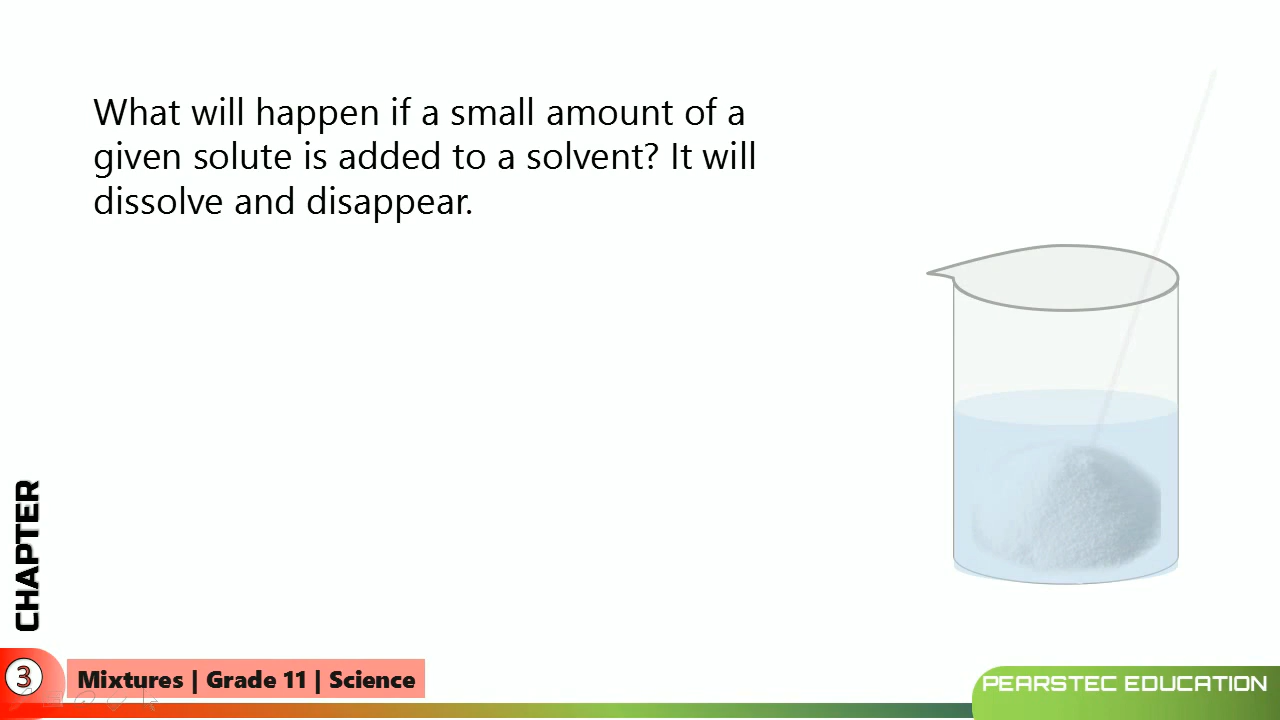 What will happen if a small amount of a
given solute is added to a solvent? It will
dissolve and disappear.
CHAPTER
3
Mixtures | Grade 11 | Science
PEARSTEC EDUCATION